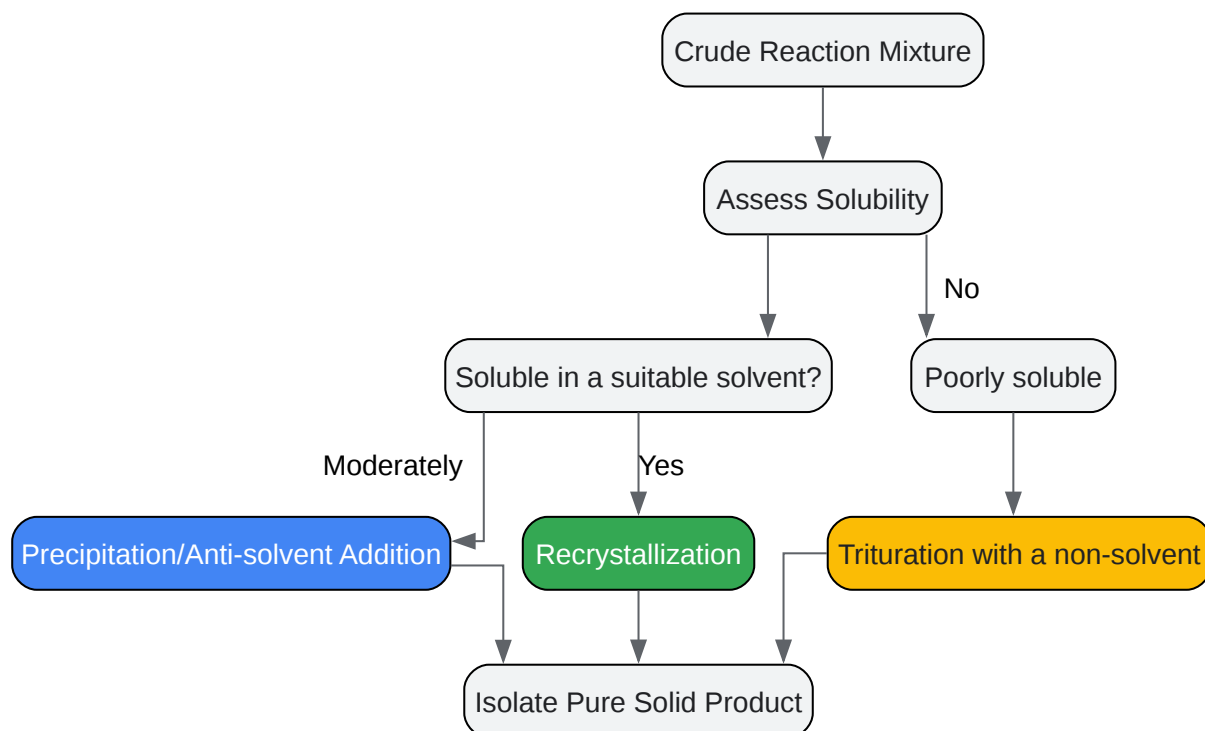 Crude Reaction Mixture
Assess Solubility
No
Soluble in a suitable solvent?
Poorly soluble
Moderately
Yes
Precipitation/Anti-solvent Addition
Recrystallization
Trituration with a non-solvent
Isolate Pure Solid Product